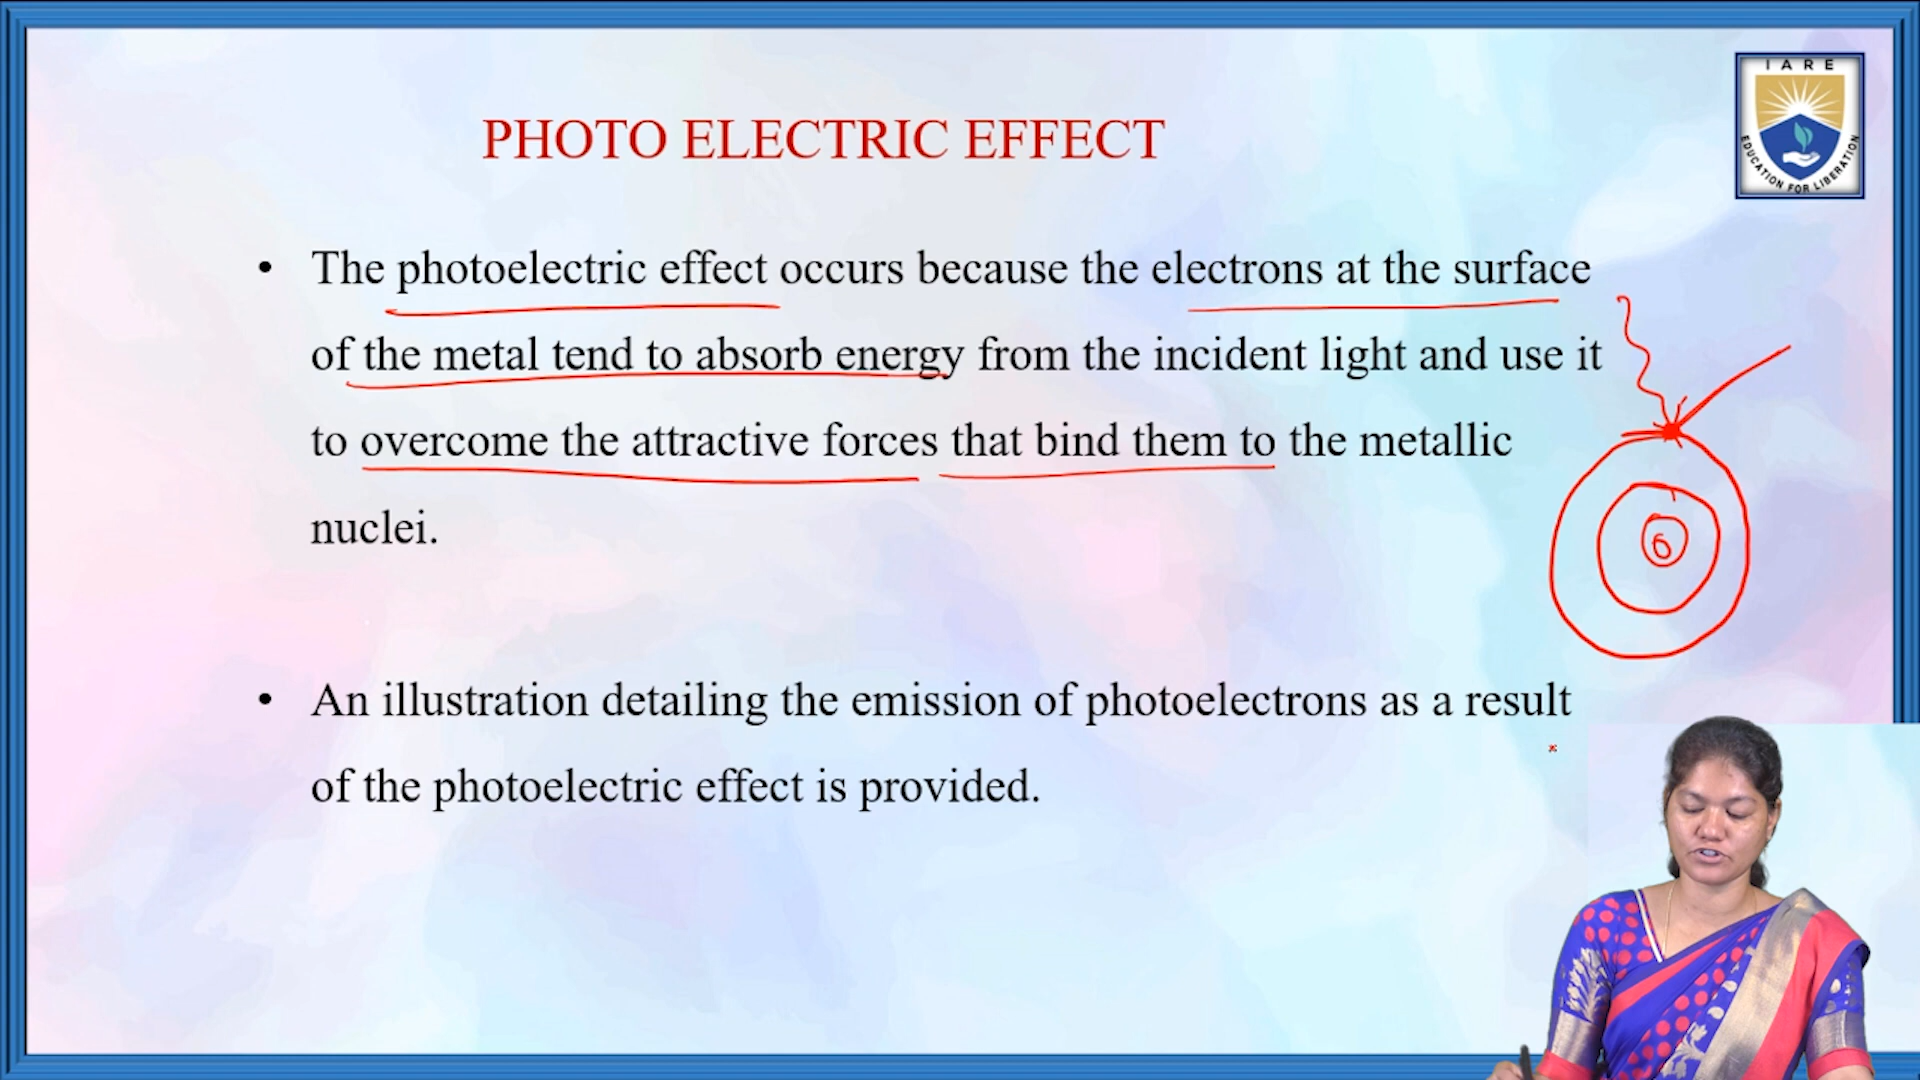 IARE
EDUCATION FOR LIBERATION
PHOTO ELECTRIC EFFECT
• The photoelectric effect occurs because the electrons at the surface
of the metal tend to absorb energy from the incident light and use it
to overcome the attractive forces that bind them to the metallic
nuclei.
• An illustration detailing the emission of photoelectrons as a result
of the photoelectric effect is provided.